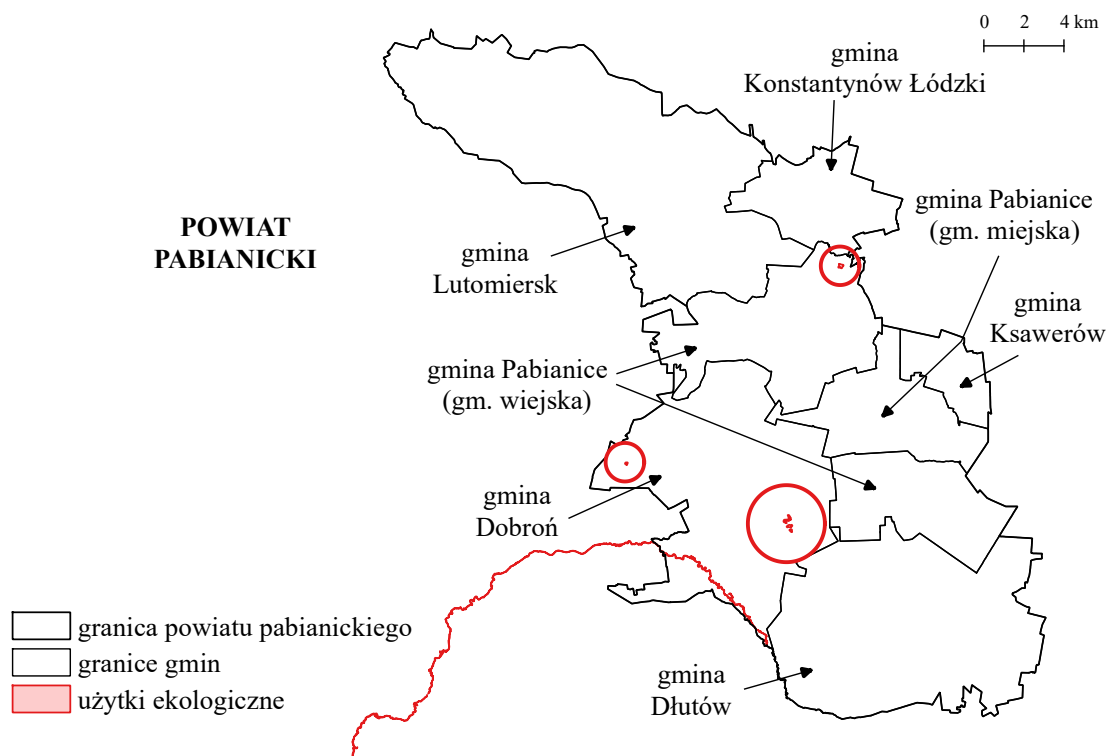 0 2 4 km
gmina
Konstantynów Łódzki
gmina Pabianice
(gm. miejska)
POWIAT
PABIANICKI
gmina
Lutomiersk
gmina
Ksawerów
gmina Pabianice
(gm. wiejska)
gmina
Dobroń
granica powiatu pabianickiego
granice gmin
użytki ekologiczne
gmina
Dłutów